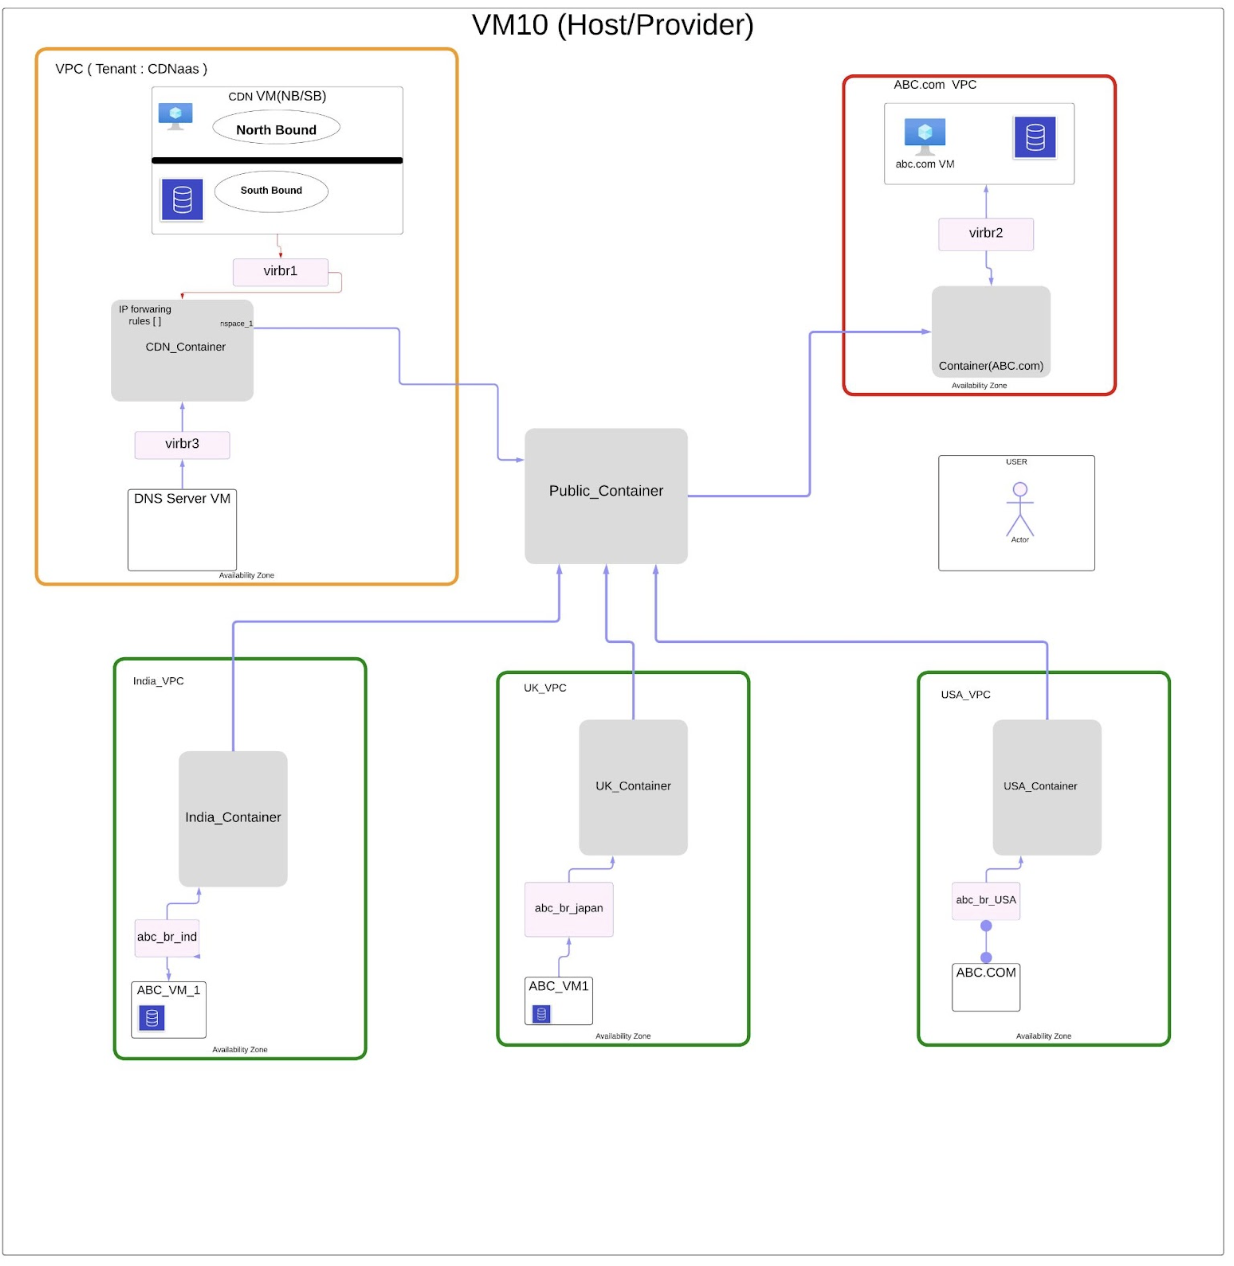 VM10 (Host/Provider)
VPC ( Tenant : CDNaas )
CDN VM(NB/SB)
North Bound
South Bound
virbr1
IP forwaring
rules [ ]
nspace_1
CDN_Container
virbr3
DNS Server VM
Availability Zone
ABC.com VPC
abc.com VM
virbr2
Container(ABC.com)
Availability Zone
Public_Container
USER
Actor
India_VPC
India_Container
abc_br_ind
ABC_VM_1
Availability Zone
UK_VPC
UK_Container
abc_br_japan
ABC_VM1
Availability Zone
USA_VPC
USA_Container
abc_br_USA
ABC.COM
Availability Zone